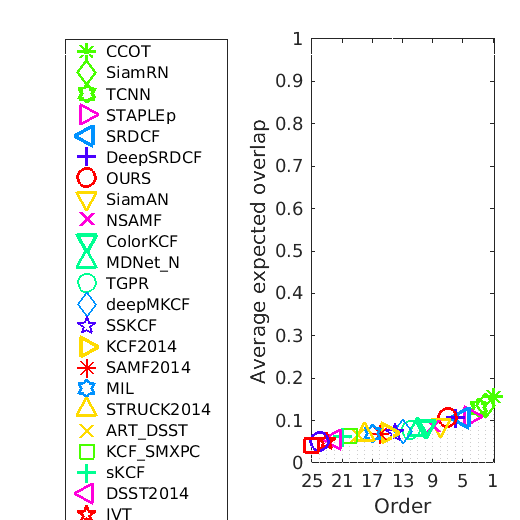 CCOT
SiamRN
TCNN
STAPLEp
SRDCF
DeepSRDCF
OURS
SiamAN
NSAMF
ColorKCF
MDNet_N
TGPR
deepMKCF
SSKCF
KCF2014
SAMF2014
MIL
STRUCK2014
ART_DSST
KCF_SMXPC
sKCF
DSST2014
IVT
Average expected overlap
1
0.9
0.8
0.7
0.6
0.5
0.4
0.3
0.2
0.1
0
25 21 17 13 9 5 1
Order